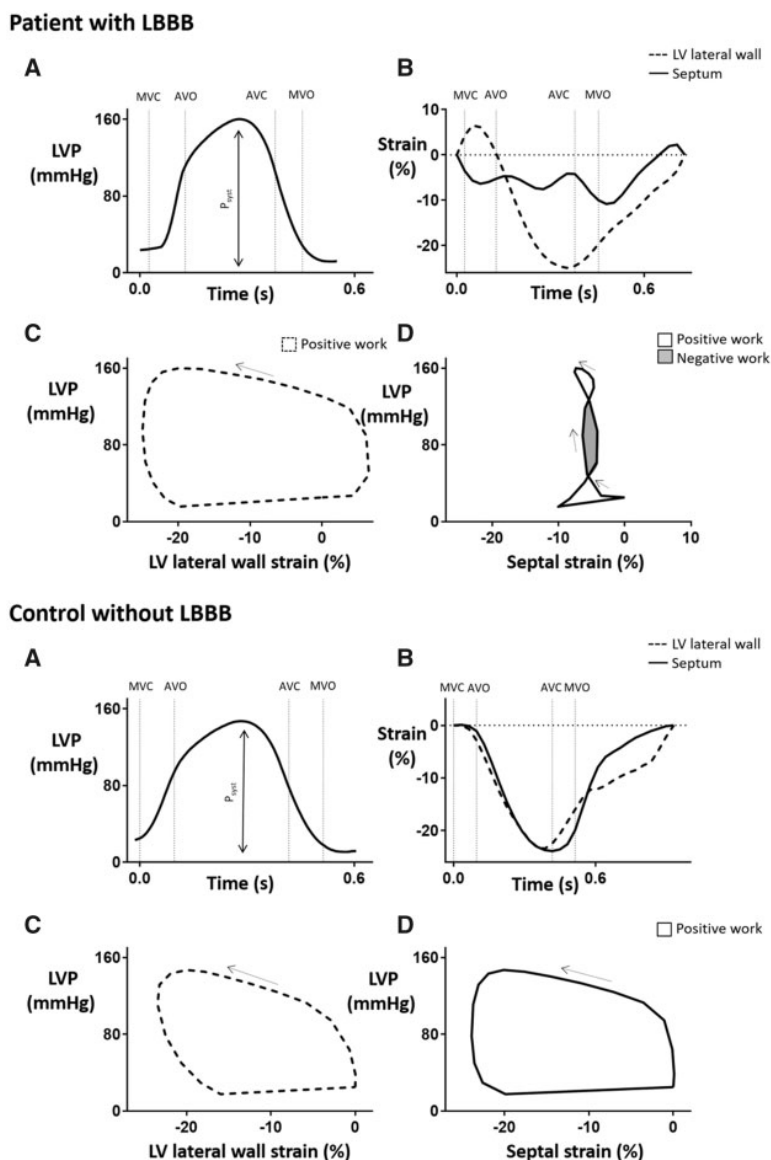 Patient with LBBB
A
MVC AVO AVC MVO
160
LVP
(mmHg)
80
0
P syst
0.0 0.6
Time (s)
B
LV lateral wall
Septum
MVC AVO AVC MVO
10
Strain
(%)
0
-10
-20
0.0 0.6
Time (s)
C
Positive work
160
LVP
(mmHg)
80
0
-20 -10 0
LV lateral wall strain (%)
D
Positive work
Negative work
160
LVP
(mmHg)
80
0
-20 -10 0 10
Septal strain (%)
Control without LBBB
A
MVC AVO AVC MVO
160
LVP
(mmHg)
80
0
P syst
0.0 0.6
Time (s)
B
LV lateral wall
Septum
MVC AVO AVC MVO
Strain
(%)
0
-10
-20
0.0 0.6
Time (s)
C
160
LVP
(mmHg)
80
0
-20 -10 0
LV lateral wall strain (%)
D
Positive work
160
LVP
(mmHg)
80
0
-20 -10 0
Septal strain (%)